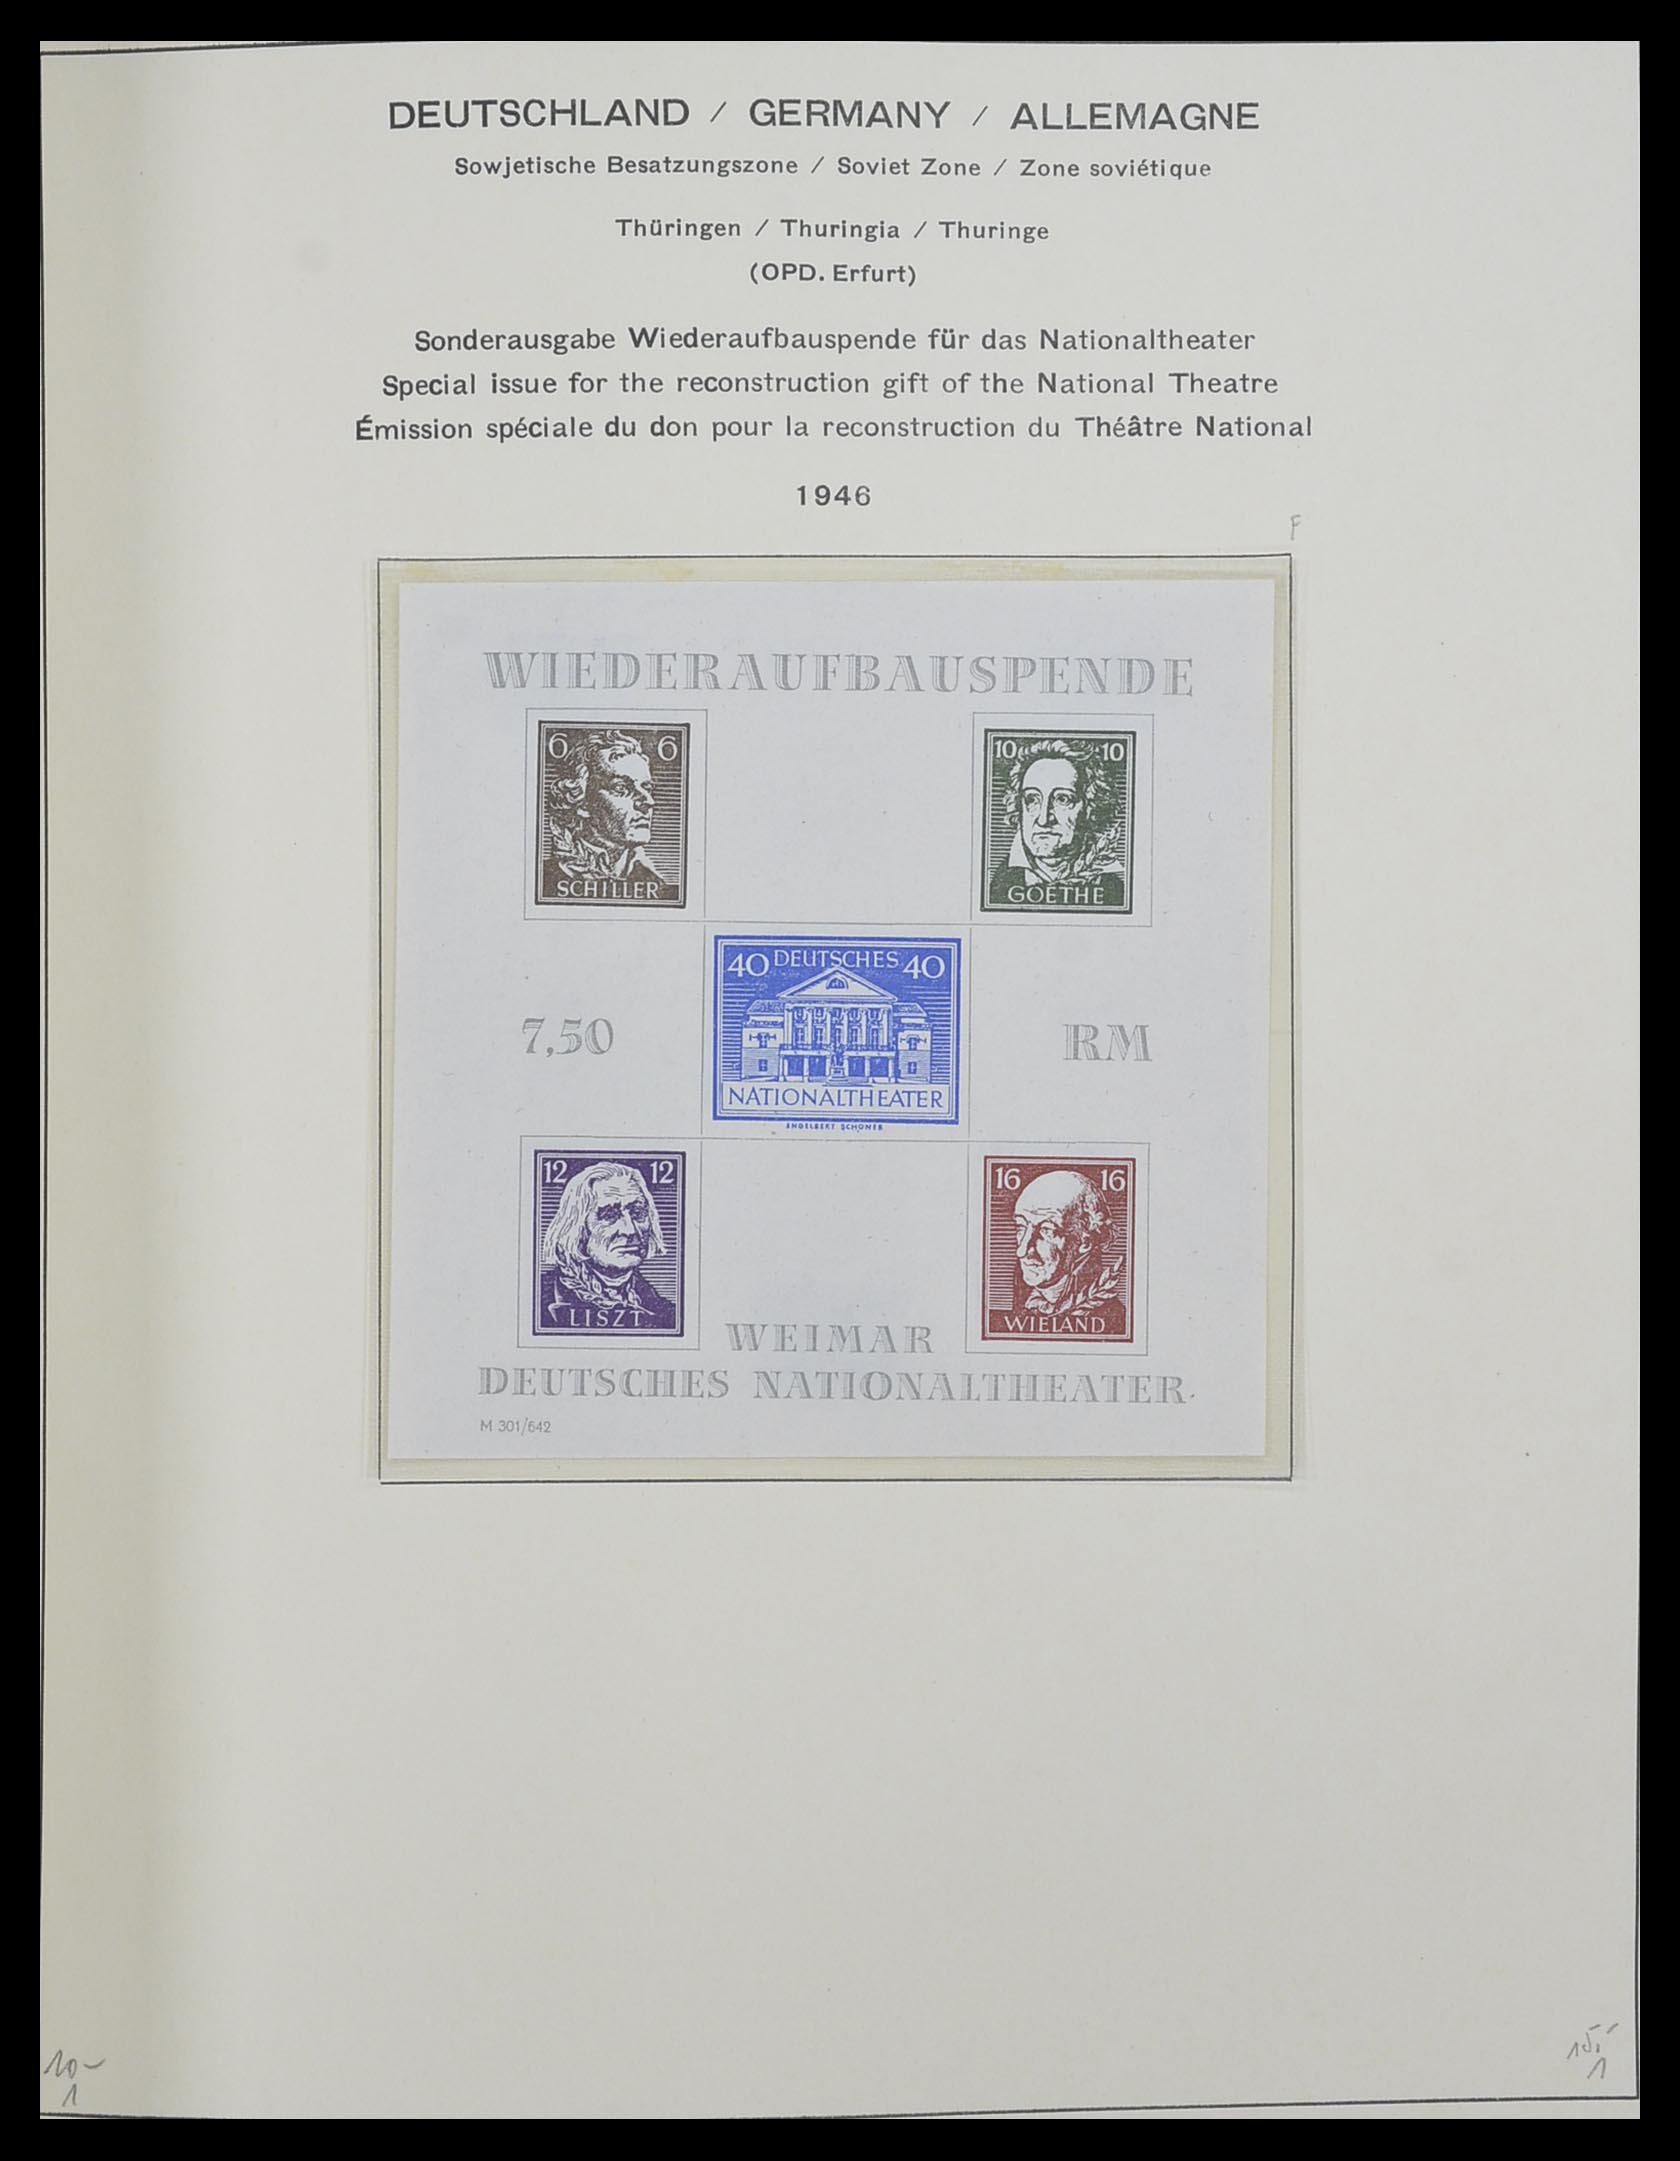 DEUTSCHLAND / GERMANY / ALLEMAGNE
Sowjetische Besatzungszone / Soviet Zone / Zone soviétique
Thüringen / Thuringia / Thuringe
(OPD. Erfurt)
Sonderausgabe Wiederaufbauspende für das Nationaltheater
Special issue for the reconstruction gift of the National Theatre
Émission spéciale du don pour la reconstruction du Théâtre National
1946
F
WIEDERAUFBAUSPENDE
6 6
SCHILLER
10 10
GOETHE
40 DEUTSCHES 40
NATIONALTHEATER
ENGELBERT SCHONER
7,50 RM
12 12
LISZT
16 16
WIELAND
WEIMAR
DEUTSCHES NATIONALTHEATER.
M 301/642
10-
1
15,-
1